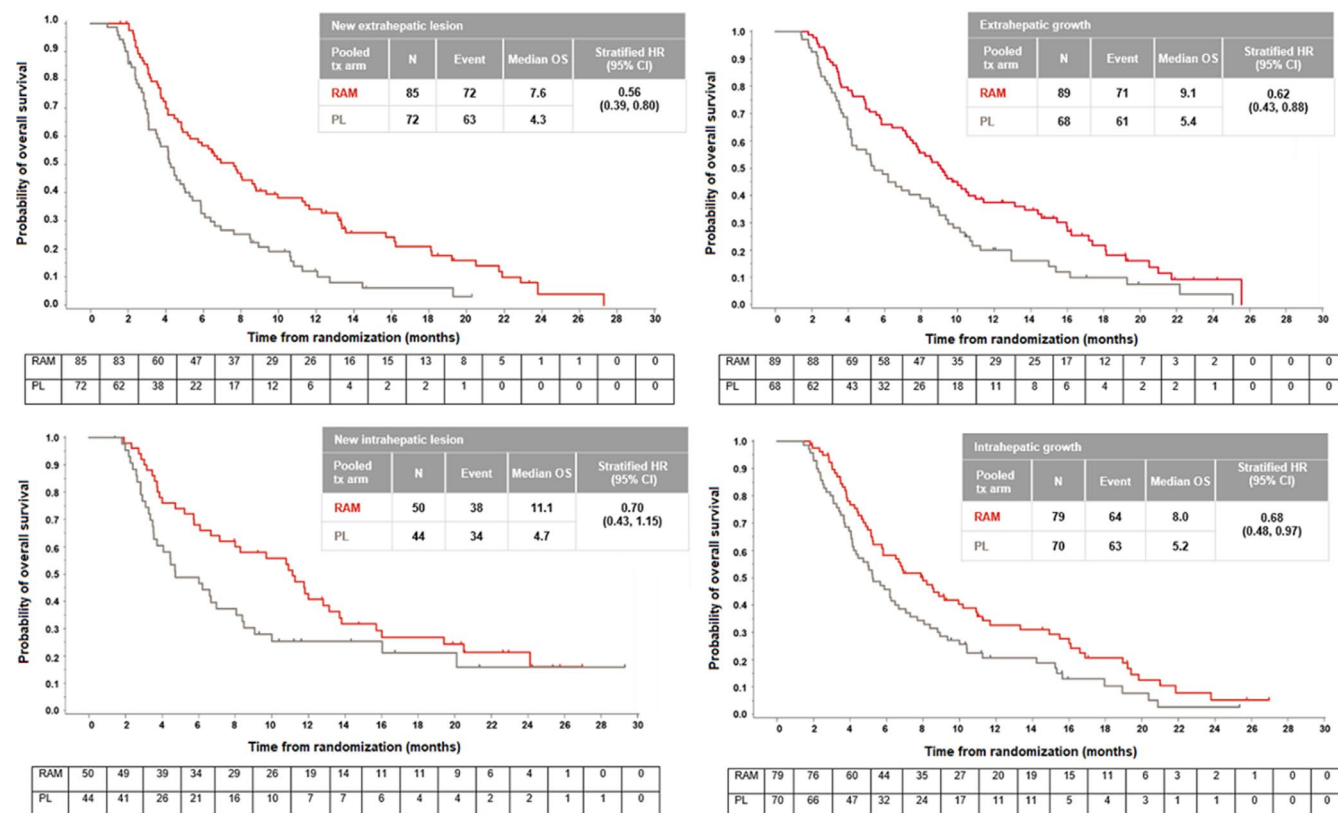 New extrahepatic lesion
Pooled tx arm N Event Median OS Stratified HR (95% CI)
RAM 85 72 7.6 0.56 (0.39, 0.80)
PL 72 63 4.3
Probability of overall survival
1.0
0.9
0.8
0.7
0.6
0.5
0.4
0.3
0.2
0.1
0.0
0 2 4 6 8 10 12 14 16 18 20 22 24 26 28 30
Time from randomization (months)
RAM 85 83 60 47 37 29 26 16 15 13 8 5 1 1 0 0
PL 72 62 38 22 17 12 6 4 2 2 1 0 0 0 0 0
Extrahepatic growth
Pooled tx arm N Event Median OS Stratified HR (95% CI)
RAM 89 71 9.1 0.62 (0.43, 0.88)
PL 68 61 5.4
Probability of overall survival
1.0
0.9
0.8
0.7
0.6
0.5
0.4
0.3
0.2
0.1
0.0
0 2 4 6 8 10 12 14 16 18 20 22 24 26 28 30
Time from randomization (months)
RAM 89 88 69 58 47 35 29 25 17 12 7 3 2 0 0 0
PL 68 62 43 32 26 18 11 8 6 4 2 2 1 0 0 0
New intrahepatic lesion
Pooled tx arm N Event Median OS Stratified HR (95% CI)
RAM 50 38 11.1 0.70 (0.43, 1.15)
PL 44 34 4.7
Probability of overall survival
1.0
0.9
0.8
0.7
0.6
0.5
0.4
0.3
0.2
0.1
0.0
0 2 4 6 8 10 12 14 16 18 20 22 24 26 28 30
Time from randomization (months)
RAM 50 49 39 34 29 26 19 14 11 11 9 6 4 1 0 0
PL 44 41 26 21 16 10 7 7 6 4 4 2 2 1 1 0
Intrahepatic growth
Pooled tx arm N Event Median OS Stratified HR (95% CI)
RAM 79 64 8.0 0.68 (0.48, 0.97)
PL 70 63 5.2
Probability of overall survival
1.0
0.9
0.8
0.7
0.6
0.5
0.4
0.3
0.2
0.1
0.0
0 2 4 6 8 10 12 14 16 18 20 22 24 26 28 30
Time from randomization (months)
RAM 79 76 60 44 35 27 20 19 15 11 6 3 2 1 0 0
PL 70 66 47 32 24 17 11 11 5 4 3 1 1 0 0 0